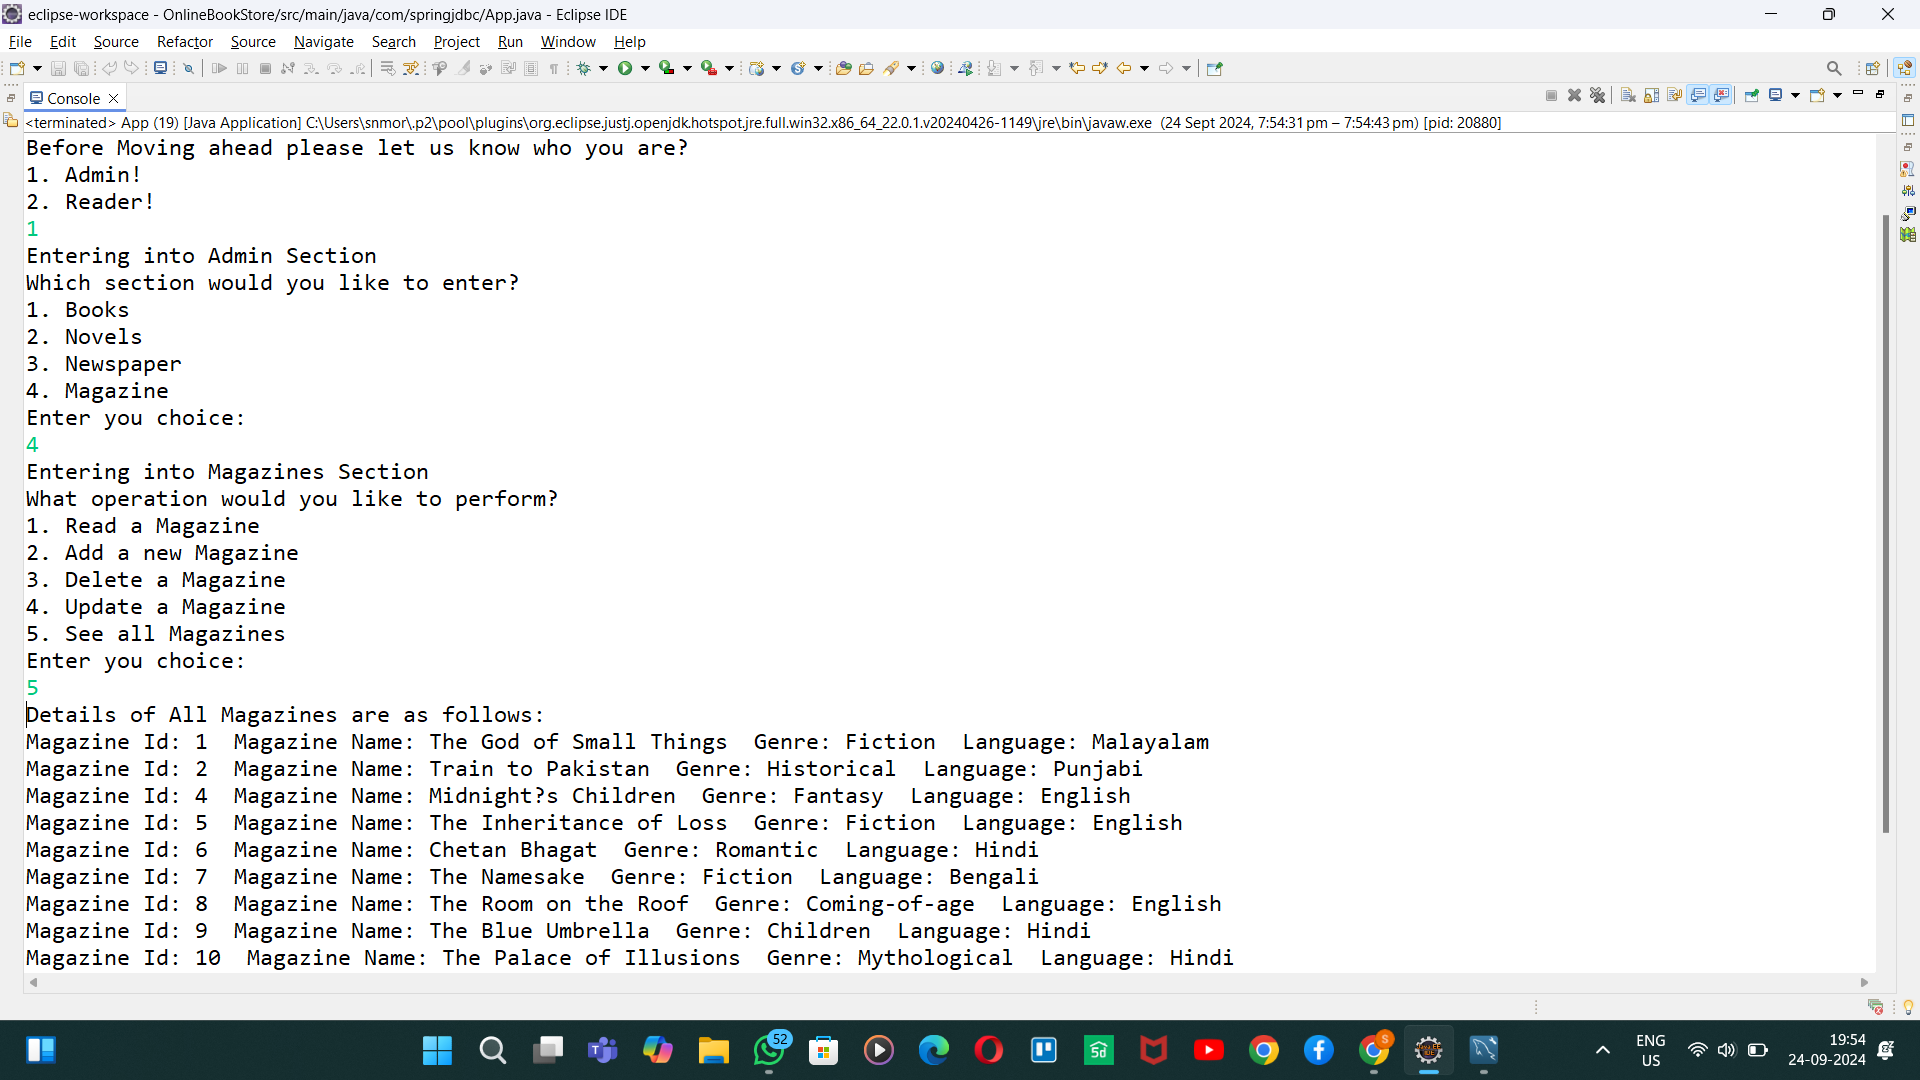 eclipse-workspace - OnlineBookStore/src/main/java/com/springjdbc/App.java - Eclipse IDE
File Edit Source Refactor Source Navigate Search Project Run Window Help
Console
<terminated> App (19) [Java Application] C:\Users\snmor\.p2\pool\plugins\org.eclipse.justj.openjdk.hotspot.jre.full.win32.x86_64_22.0.1.v20240426-1149\jre\bin\javaw.exe (24 Sept 2024, 7:54:31 pm – 7:54:43 pm) [pid: 20880]
Before Moving ahead please let us know who you are?
1. Admin!
2. Reader!
1
Entering into Admin Section
Which section would you like to enter?
1. Books
2. Novels
3. Newspaper
4. Magazine
Enter you choice:
4
Entering into Magazines Section
What operation would you like to perform?
1. Read a Magazine
2. Add a new Magazine
3. Delete a Magazine
4. Update a Magazine
5. See all Magazines
Enter you choice:
5
Details of All Magazines are as follows:
Magazine Id: 1  Magazine Name: The God of Small Things  Genre: Fiction  Language: Malayalam
Magazine Id: 2  Magazine Name: Train to Pakistan  Genre: Historical  Language: Punjabi
Magazine Id: 4  Magazine Name: Midnight?s Children  Genre: Fantasy  Language: English
Magazine Id: 5  Magazine Name: The Inheritance of Loss  Genre: Fiction  Language: English
Magazine Id: 6  Magazine Name: Chetan Bhagat  Genre: Romantic  Language: Hindi
Magazine Id: 7  Magazine Name: The Namesake  Genre: Fiction  Language: Bengali
Magazine Id: 8  Magazine Name: The Room on the Roof  Genre: Coming-of-age  Language: English
Magazine Id: 9  Magazine Name: The Blue Umbrella  Genre: Children  Language: Hindi
Magazine Id: 10  Magazine Name: The Palace of Illusions  Genre: Mythological  Language: Hindi
52
S
ENG
US
19:54
24-09-2024